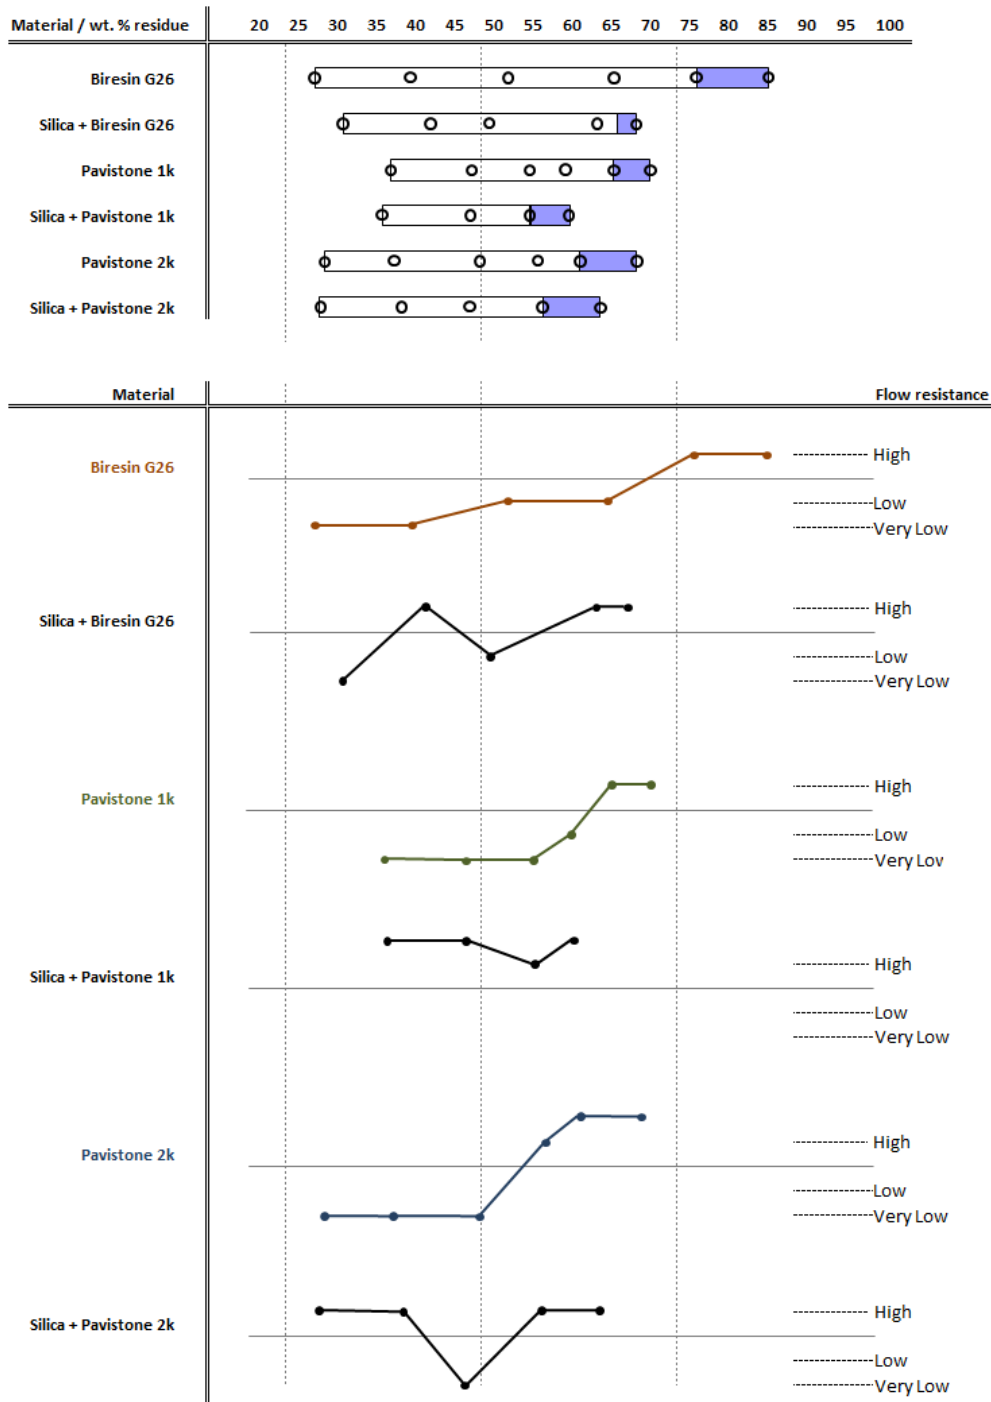 Material / wt. % residue 20 25 30 35 45 50 55 60 65 70 75 80 85 90 95 100
Biresin G26
Silica + Biresin G26
Pavistone 1k
Silica + Pavistone 1k
Pavistone 2k
Silica + Pavistone 2k
Material Flow resistance
High
Biresin G26
Low
Very Low
High
Silica + Biresin G26
Low
Very Low
High
Pavistone 1k
Low
Very Lov
High
Silica + Pavistone 1k
Low
Very Low
High
Pavistone 2k
Low
Very Low
High
Silica + Pavistone 2k
Low
Very Low